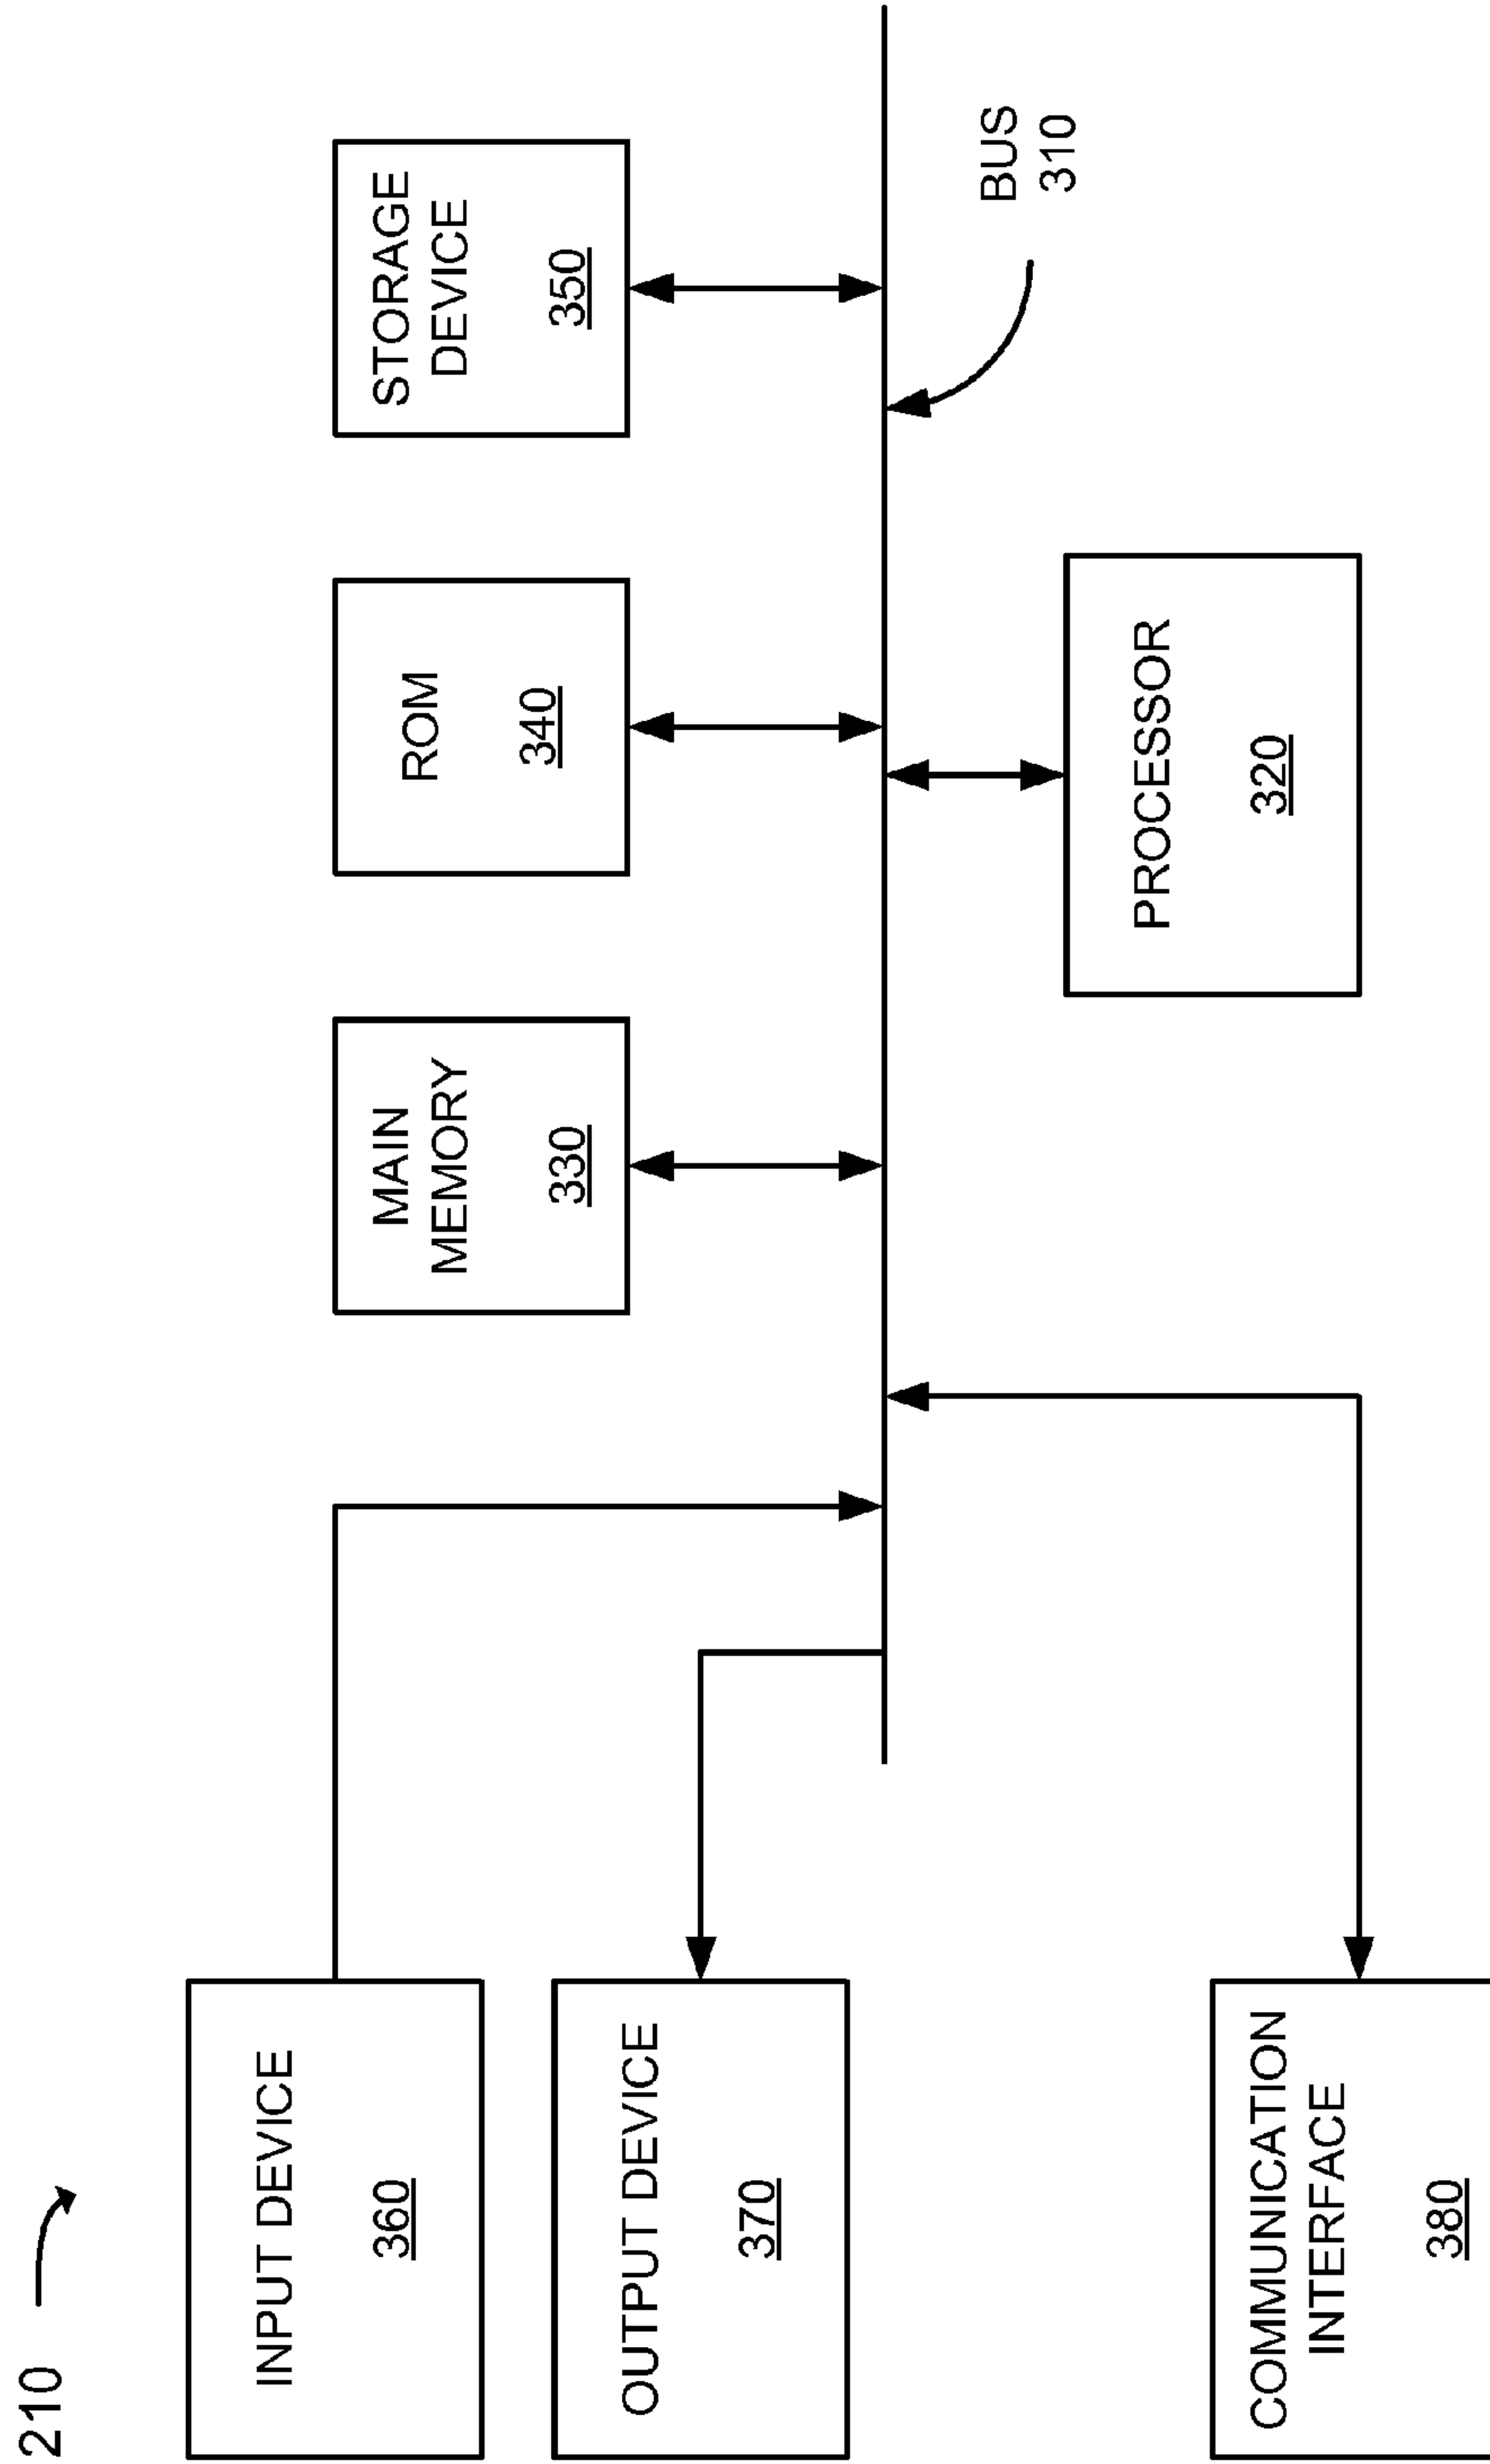 210
INPUT DEVICE
360
OUTPUT DEVICE
370
COMMUNICATION
INTERFACE
380
MAIN
MEMORY
330
ROM
340
STORAGE
DEVICE
350
PROCESSOR
320
BUS
310